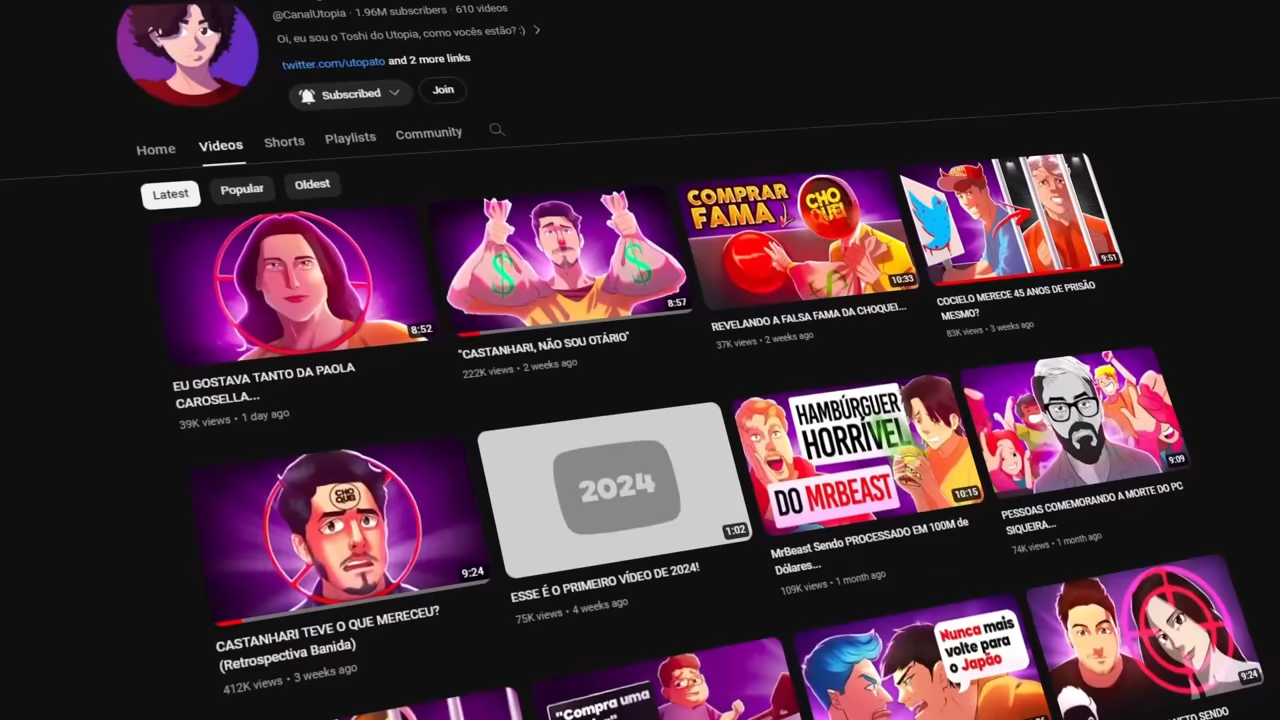 @CanalUtopia · 1.96M subscribers · 610 videos
Oi, eu sou o Toshi do Utopia, como vocês estão? :)
twitter.com/utopato and 2 more links
Subscribed
Join
Home
Videos
Shorts
Playlists
Community
Latest
Popular
Oldest
8:52
EU GOSTAVA TANTO DA PAOLA
CAROSELLA...
39K views • 1 day ago
$
$
8:57
"CASTANHARI, NÃO SOU OTÁRIO"
222K views • 2 weeks ago
COMPRAR
FAMA
CHO
QUEI
10:33
REVELANDO A FALSA FAMA DA CHOQUEI...
37K views • 2 weeks ago
9:51
COCIELO MERECE 45 ANOS DE PRISÃO
MESMO?
83K views • 3 weeks ago
CHO
QUEI
9:24
CASTANHARI TEVE O QUE MERECEU?
(Retrospectiva Banida)
412K views • 3 weeks ago
2024
1:02
ESSE É O PRIMEIRO VÍDEO DE 2024!
75K views • 4 weeks ago
HAMBÚRGUER
HORRÍVEL
DO MRBEAST
10:15
MrBeast Sendo PROCESSADO EM 100M de
Dólares...
109K views • 1 month ago
9:09
PESSOAS COMEMORANDO A MORTE DO PC
SIQUEIRA...
74K views • 1 month ago
"Compra uma
Nunca mais
volte para
o Japão
9:24
SENDO